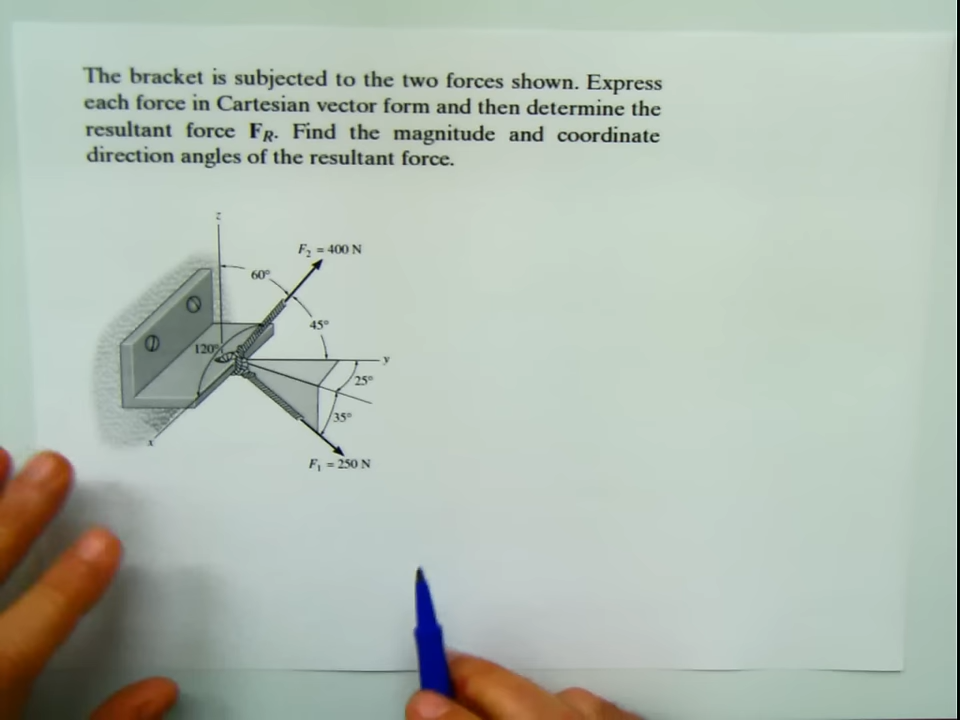 The bracket is subjected to the two forces shown. Express
each force in Cartesian vector form and then determine the
resultant force F_R. Find the magnitude and coordinate
direction angles of the resultant force.
z
F₂ = 400 N
60°
45°
120°
y
25°
35°
x
F₁ = 250 N